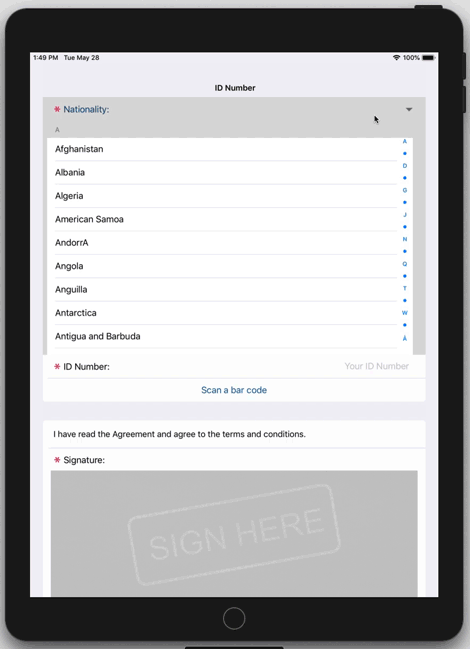 1:49 PM Tue May 28 100%
ID Number
* Nationality:
A
Afghanistan
Albania
Algeria
American Samoa
AndorrA
Angola
Anguilla
Antarctica
Antigua and Barbuda
A
D
G
J
N
Q
T
W
Å
* ID Number: Your ID Number
Scan a bar code
I have read the Agreement and agree to the terms and conditions.
* Signature:
SIGN HERE